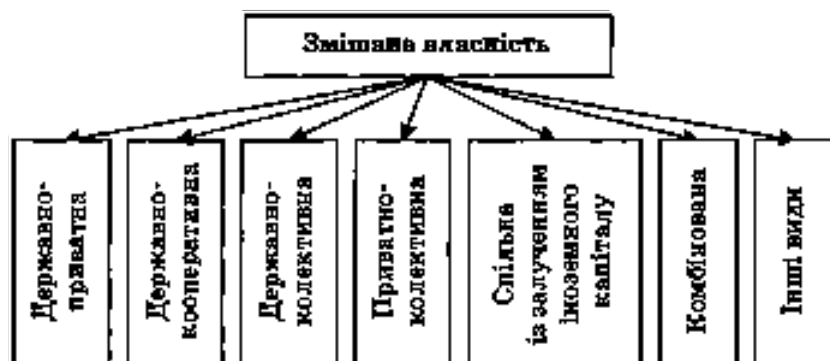 Змішана власність
Державно-
приватна
Державно-
кооперативна
Державно-
колективна
Приватно-
колективна
Спільна
із залученням
іноземного
капіталу
Комбінована
Інші види